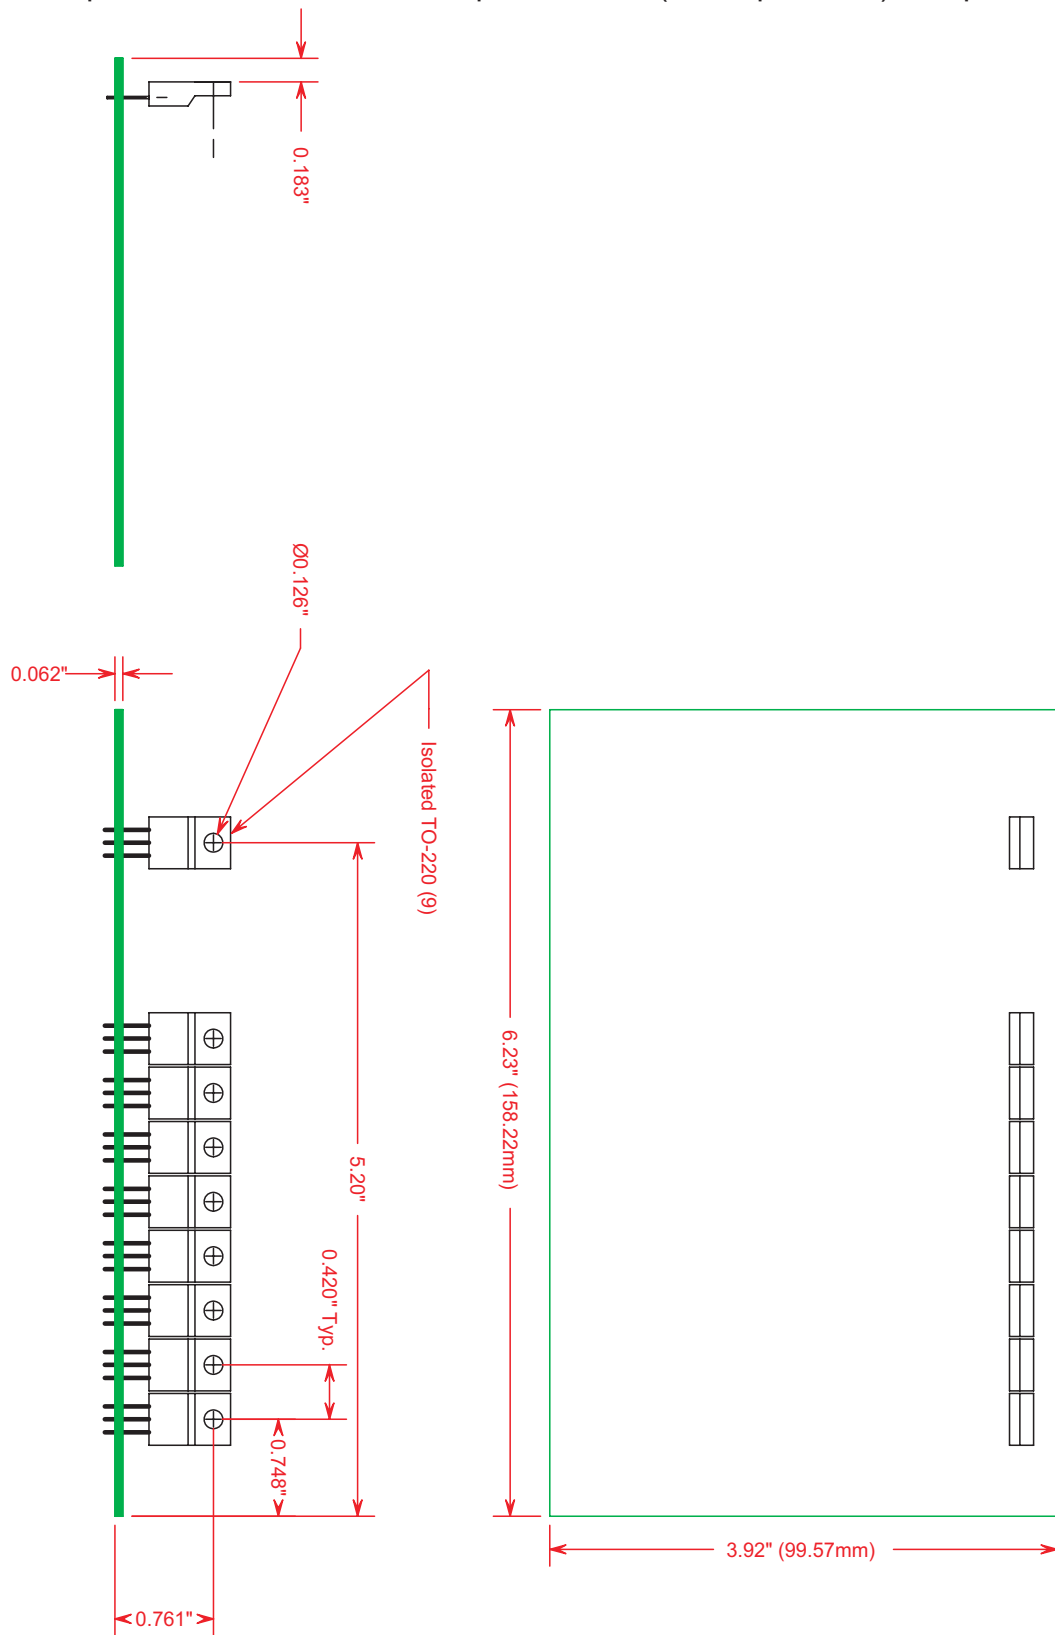 0.183"
Ø0.126"
0.062"
Isolated TO-220 (9)
6.23" (158.22mm)
5.20"
0.420" Typ.
0.748"
3.92" (99.57mm)
0.761"